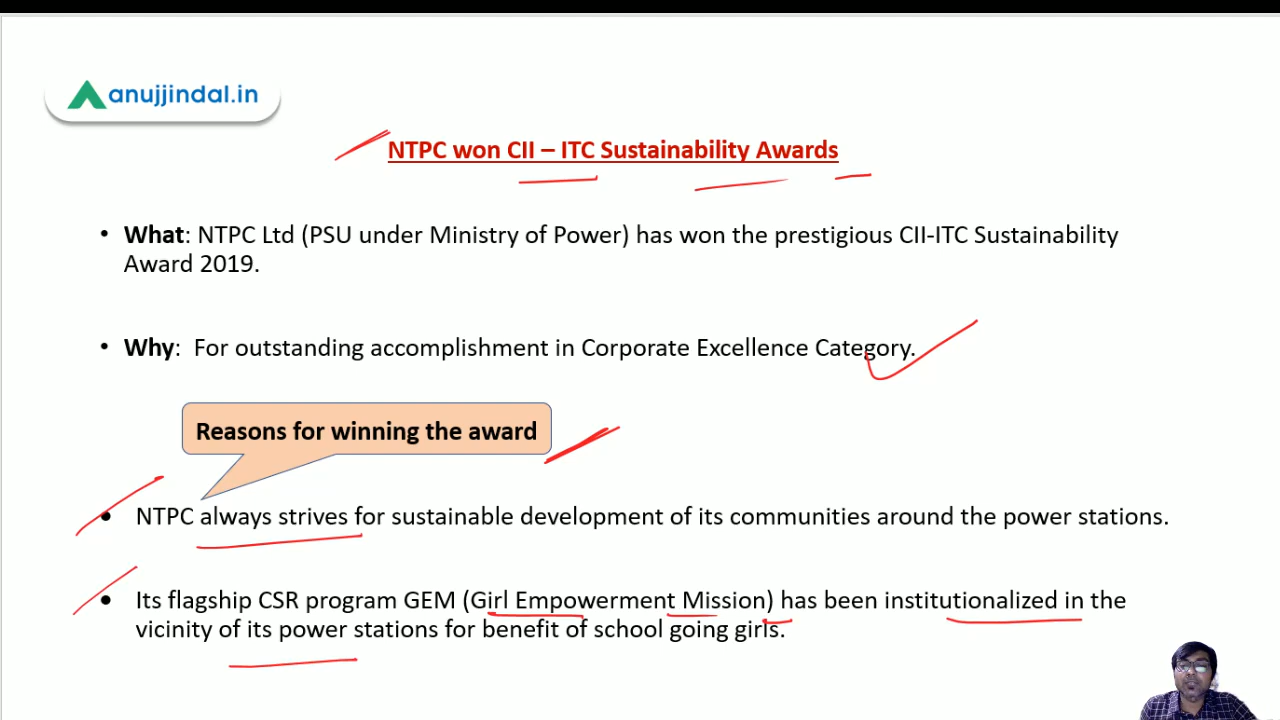 anujjindal.in
NTPC won CII – ITC Sustainability Awards
• What: NTPC Ltd (PSU under Ministry of Power) has won the prestigious CII-ITC Sustainability
Award 2019.
• Why: For outstanding accomplishment in Corporate Excellence Category.
Reasons for winning the award
• NTPC always strives for sustainable development of its communities around the power stations.
• Its flagship CSR program GEM (Girl Empowerment Mission) has been institutionalized in the
vicinity of its power stations for benefit of school going girls.